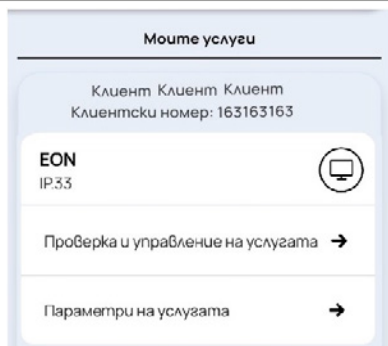 Моите услуги
Клиент Клиент Клиент
Клиентски номер: 163163163
EON
IP.33
Проверка и управление на услугата →
Параметри на услугата →